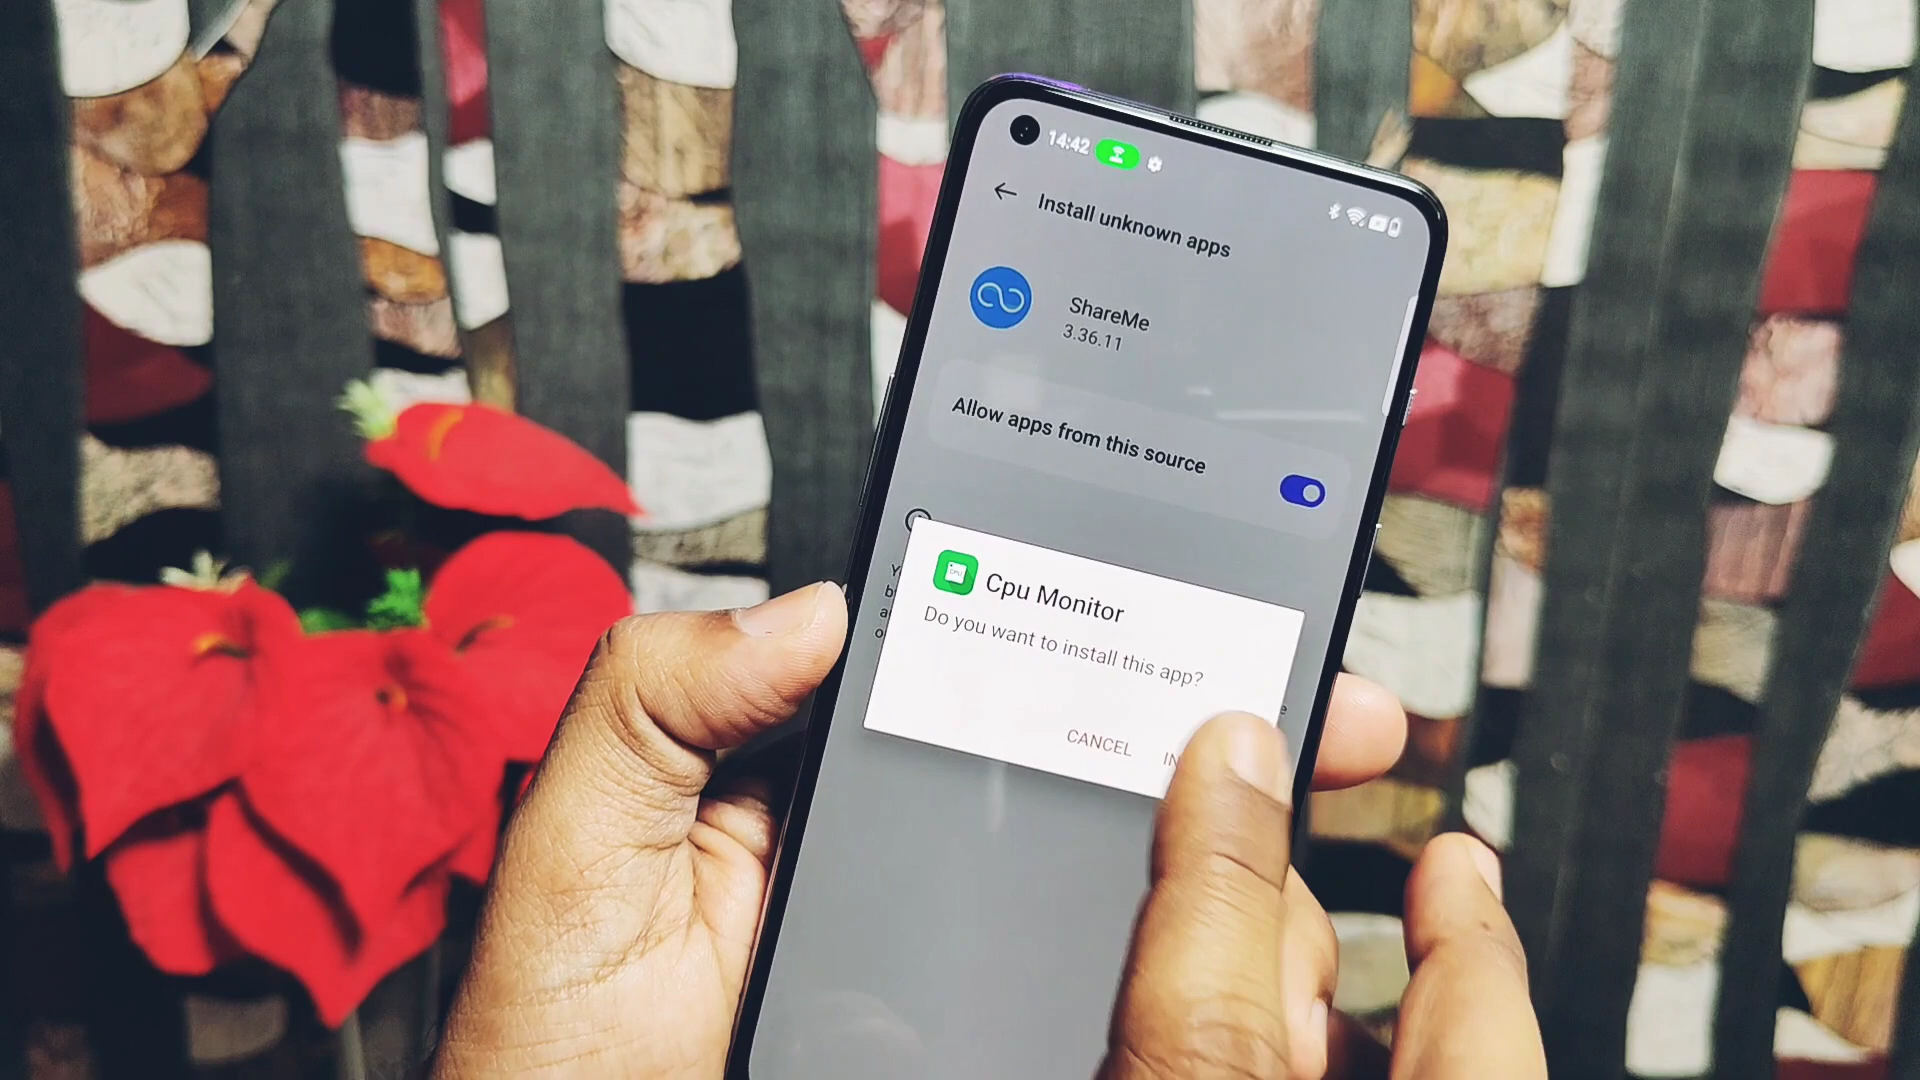 14:42
Install unknown apps
ShareMe
3.36.11
Allow apps from this source
Cpu Monitor
Do you want to install this app?
CANCEL